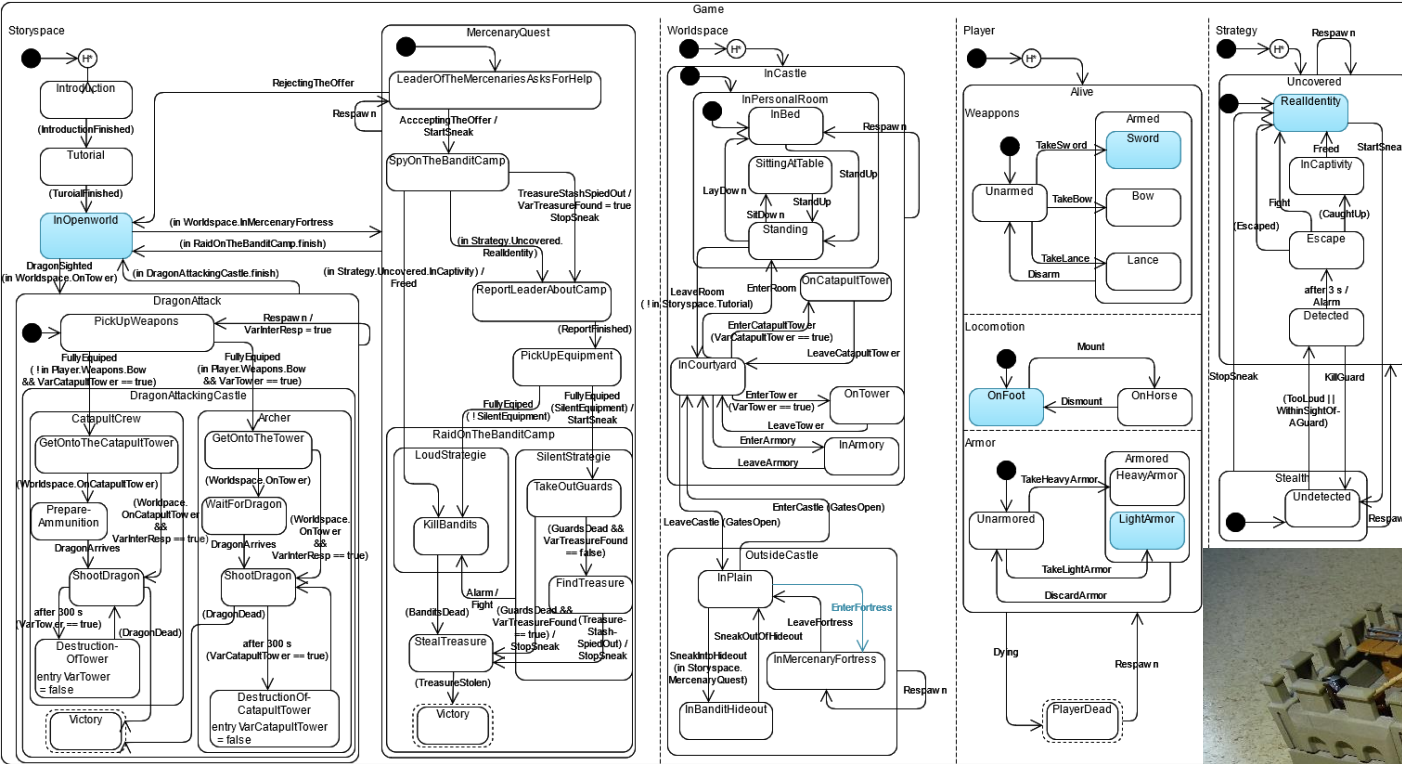 Game
Storyspace
H*
Introduction
(IntroductionFinished)
Tutorial
(TurorialFinished)
InOpenworld
RejectingTheOffer
(in Worldspace.InMercenaryFortress
(in RaidOnTheBanditCamp.finish)
DragonSighted
(in Worldspace.OnTower)
(in DragonAttackingCastle.finish)
DragonAttack
PickUpWeapons
Respawn /
VarInterResp = true
FullyEquiped
( ! in Player.Weapons.Bow
&& VarCatapultTower == true)
FullyEquiped
(in Player.Weapons.Bow
&& VarTower == true)
DragonAttackingCastle
CatapultCrew
GetOntoTheCatapultTower
(Worldspace.OnCatapultTower)
Prepare-
Ammunition
DragonArrives
(Worldpace.
OnCatapultTower
&&
VarInterResp == true)
ShootDragon
after 300 s
(VarTower == true)
(DragonDead)
Destruction-
OfTower
entry VarTower
= false
Victory
Archer
GetOntoTheTower
(Worldspace.OnTower)
WaitForDragon
DragonArrives
(Worldspace.
OnTower
&&
VarInterResp == true)
ShootDragon
(DragonDead)
after 300 s
(VarCatapultTower == true)
DestructionOf-
CatapultTower
entry VarCatapultTower
= false
MercenaryQuest
LeaderOfTheMercenariesAsksForHelp
Respawn
AccceptingTheOffer /
StartSneak
SpyOnTheBanditCamp
TreasureStashSpiedOut /
VarTreasureFound = true
StopSneak
(in Strategy.Uncovered.
RealIdentity)
(in Strategy.Uncovered.InCaptivity) /
Freed
ReportLeaderAboutCamp
(ReportFinished)
PickUpEquipment
FullyEqiped
( ! SilentEquipment)
FullyEquiped
(SilentEquipment) /
StartSneak
RaidOnTheBanditCamp
LoudStrategie
KillBandits
SilentStrategie
TakeOutGuards
(GuardsDead &&
VarTreasureFound
== false)
FindTreasure
Alarm /
Fight
(BanditsDead)
(GuardsDead &&
VarTreasureFound
== true) /
StopSneak
(Treasure-
Stash-
SpiedOut) /
StopSneak
StealTreasure
(TreasureStolen)
Victory
Worldspace
H*
InCastle
InPersonalRoom
InBed
Respawn
SittingAtTable
StandUp
LayDown
StandUp
SitDown
Standing
LeaveRoom
( ! in.Storyspace.Tutorial)
EnterRoom
OnCatapultTower
EnterCatapultTower
(VarCatapultTower == true)
LeaveCatapultTower
InCourtyard
EnterTower
(VarTower == true)
OnTower
LeaveTower
EnterArmory
InArmory
LeaveArmory
LeaveCastle (GatesOpen)
EnterCastle (GatesOpen)
OutsideCastle
InPlain
EnterFortress
LeaveFortress
SneakOutOfHideout
SneakIntoHideout
(in Storyspace.
MercenaryQuest)
InMercenaryFortress
Respawn
InBanditHideout
Player
H*
Alive
Weappons
Armed
Sword
TakeSword
Unarmed
TakeBow
Bow
TakeLance
Lance
Disarm
Locomotion
Mount
OnFoot
Dismount
OnHorse
Armor
Armored
HeavyArmor
TakeHeavyArmor
Unarmored
LightArmor
TakeLightArmor
DiscardArmor
Dying
Respawn
PlayerDead
Strategy
H*
Respawn
Uncovered
RealIdentity
Freed
StartSneak
InCaptivity
Fight
(CaughtUp)
(Escaped)
Escape
after 3 s /
Alarm
Detected
StopSneak
KillGuard
(TooLoud ||
WithinSightOf-
AGuard)
Stealth
Undetected
Respawn